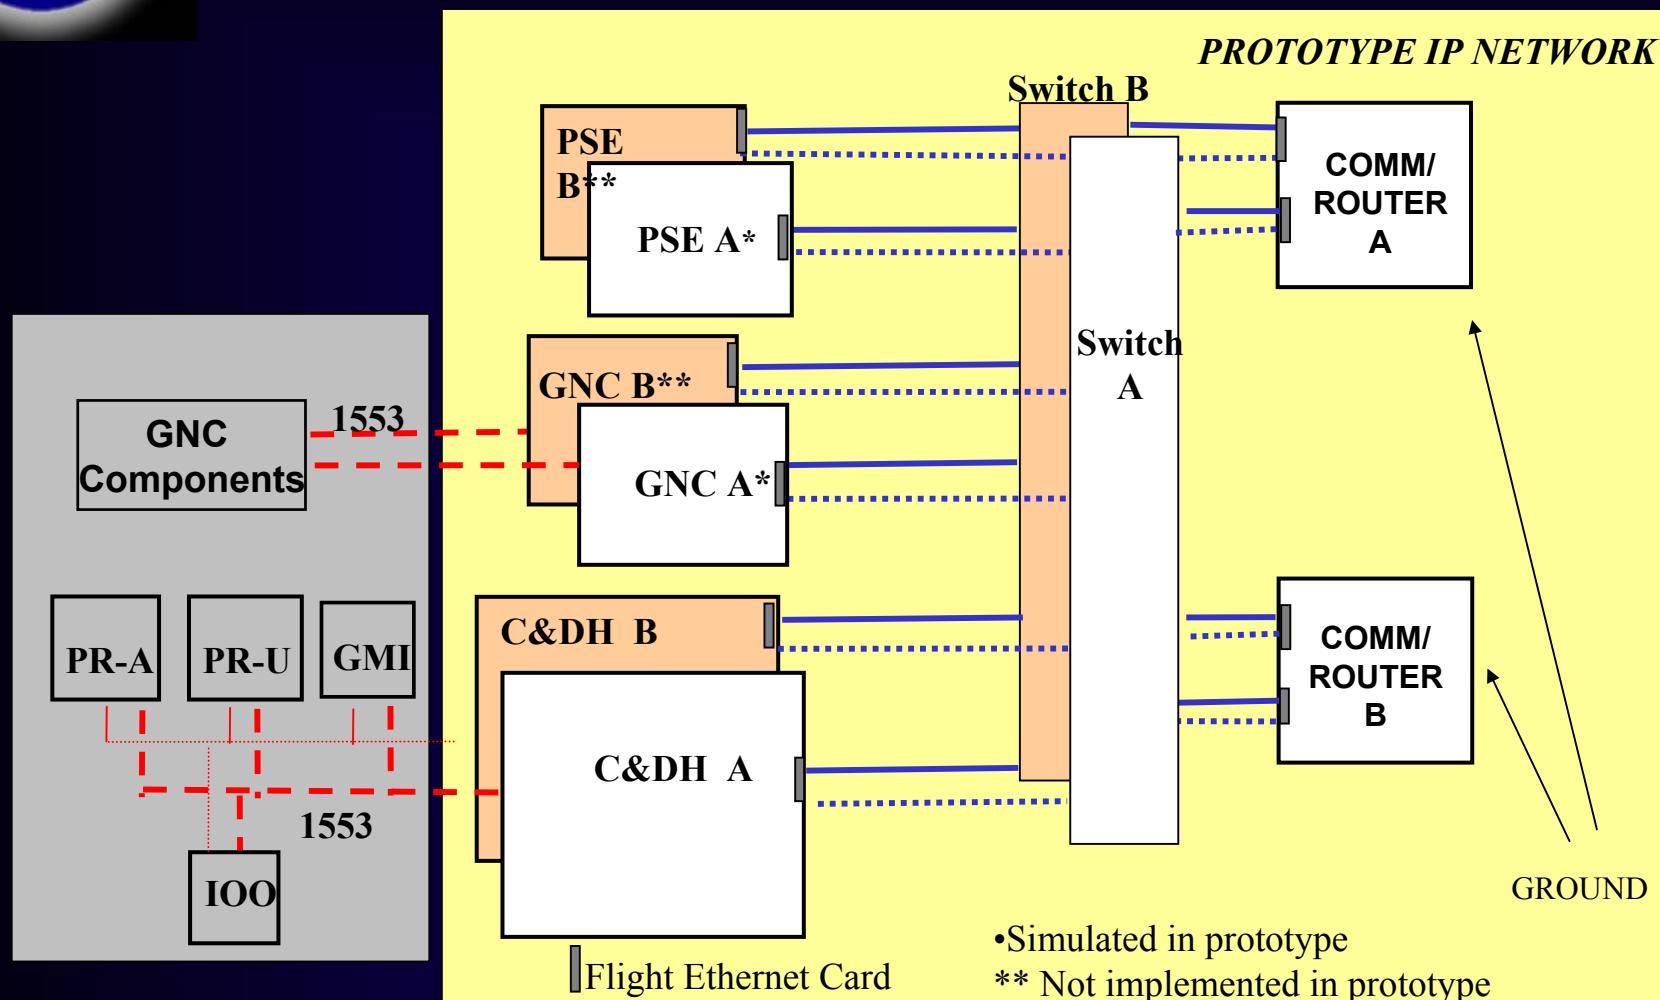 PROTOTYPE IP NETWORK
Switch B
PSE
B**
PSE A*
COMM/
ROUTER
A
Switch
A
GNC B**
GNC A*
1553
GNC
Components
C&DH B
C&DH A
COMM/
ROUTER
B
PR-A
PR-U
GMI
1553
IOO
GROUND
Flight Ethernet Card
•Simulated in prototype
** Not implemented in prototype